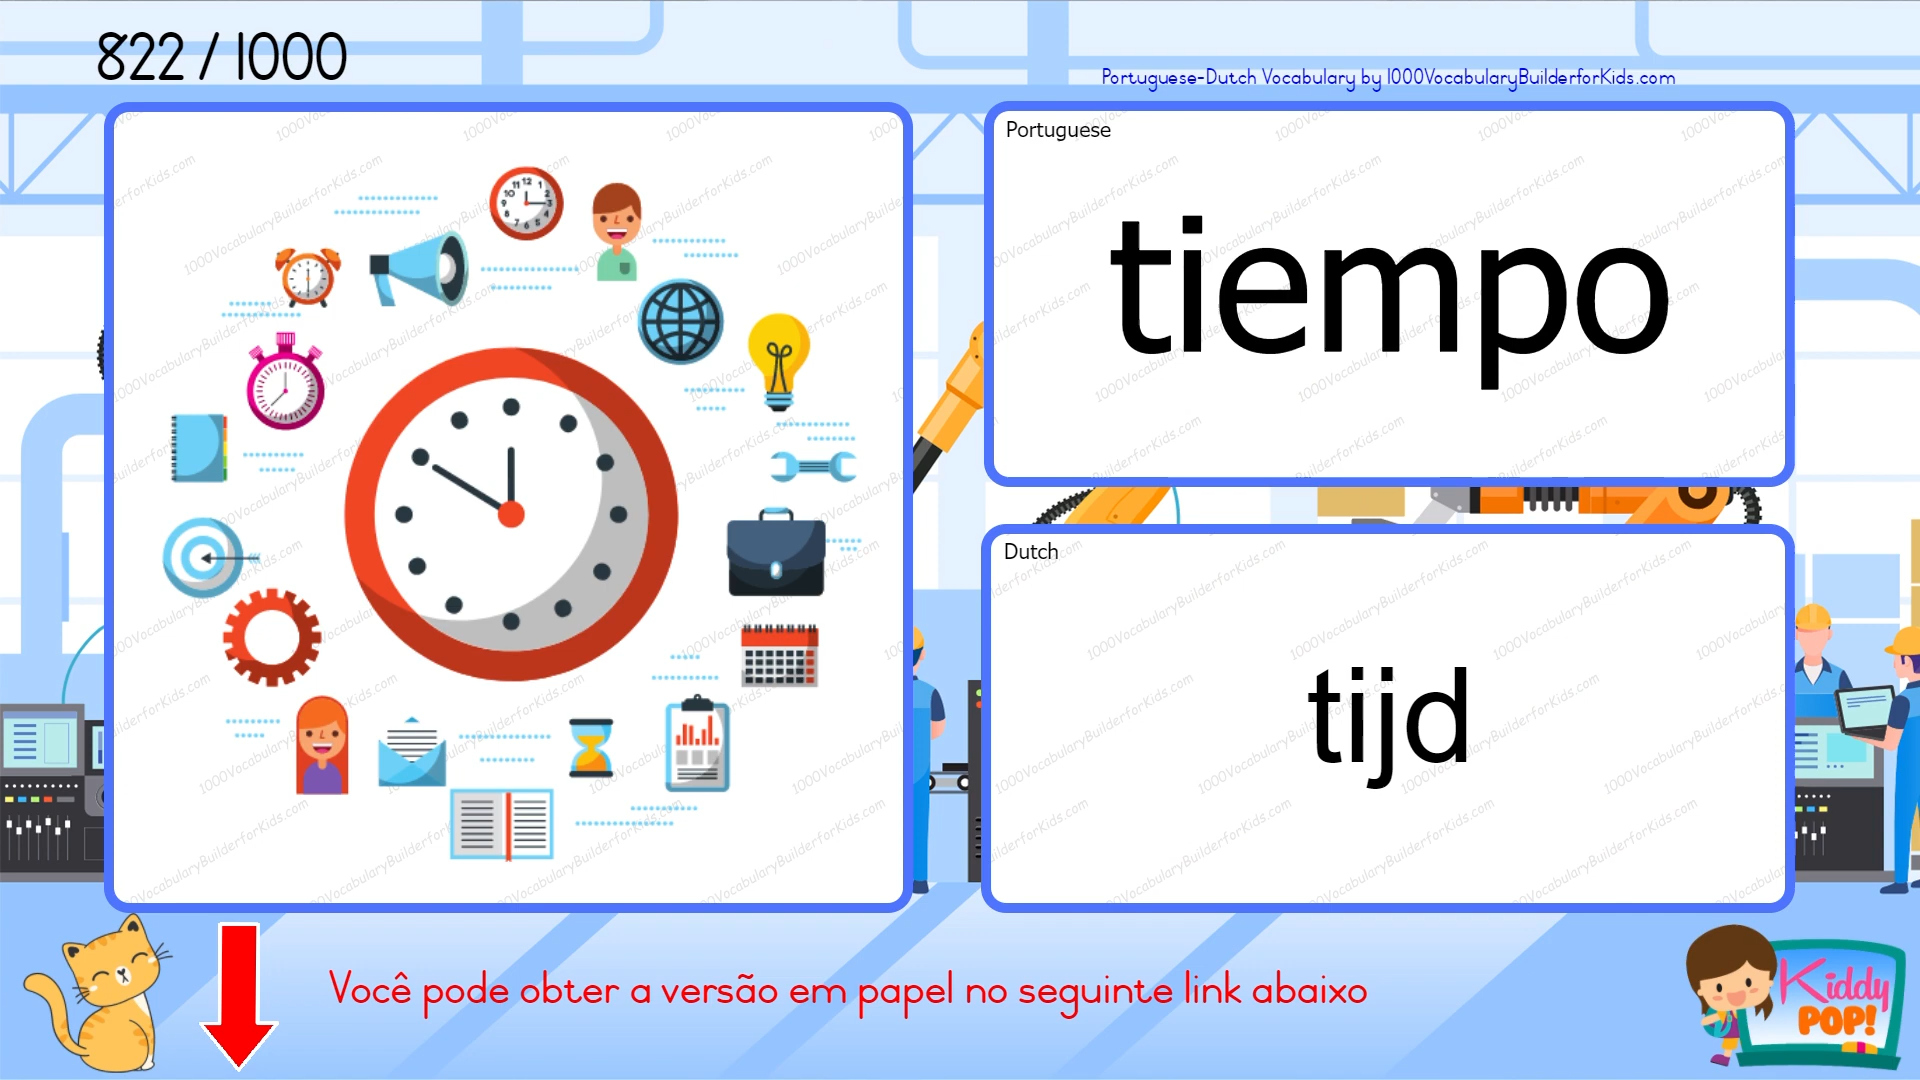 822 / 1000
Portuguese-Dutch Vocabulary by 1000VocabularyBuilderforKids.com
Portuguese
tiempo
Dutch
tijd
Você pode obter a versão em papel no seguinte link abaixo
Kiddy
POP!